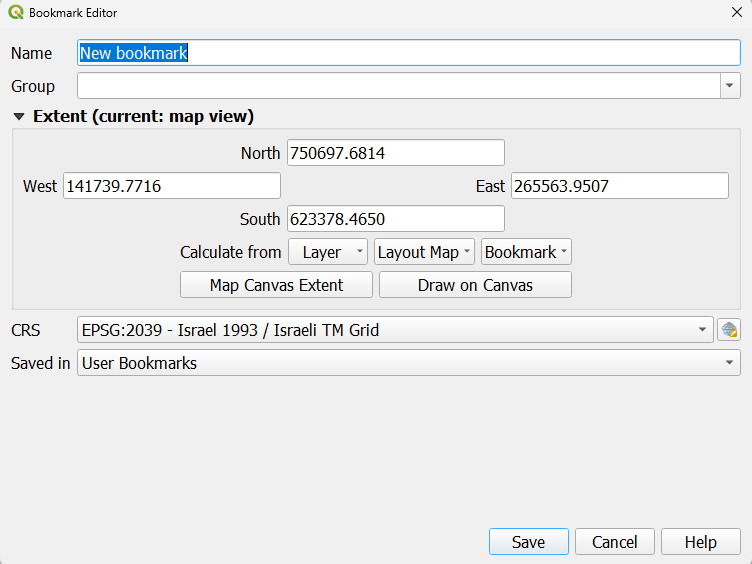 Bookmark Editor
Name New bookmark
Group
Extent (current: map view)
North 750697.6814
West 141739.7716 East 265563.9507
South 623378.4650
Calculate from Layer Layout Map Bookmark
Map Canvas Extent Draw on Canvas
CRS EPSG:2039 - Israel 1993 / Israeli TM Grid
Saved in User Bookmarks
Save Cancel Help